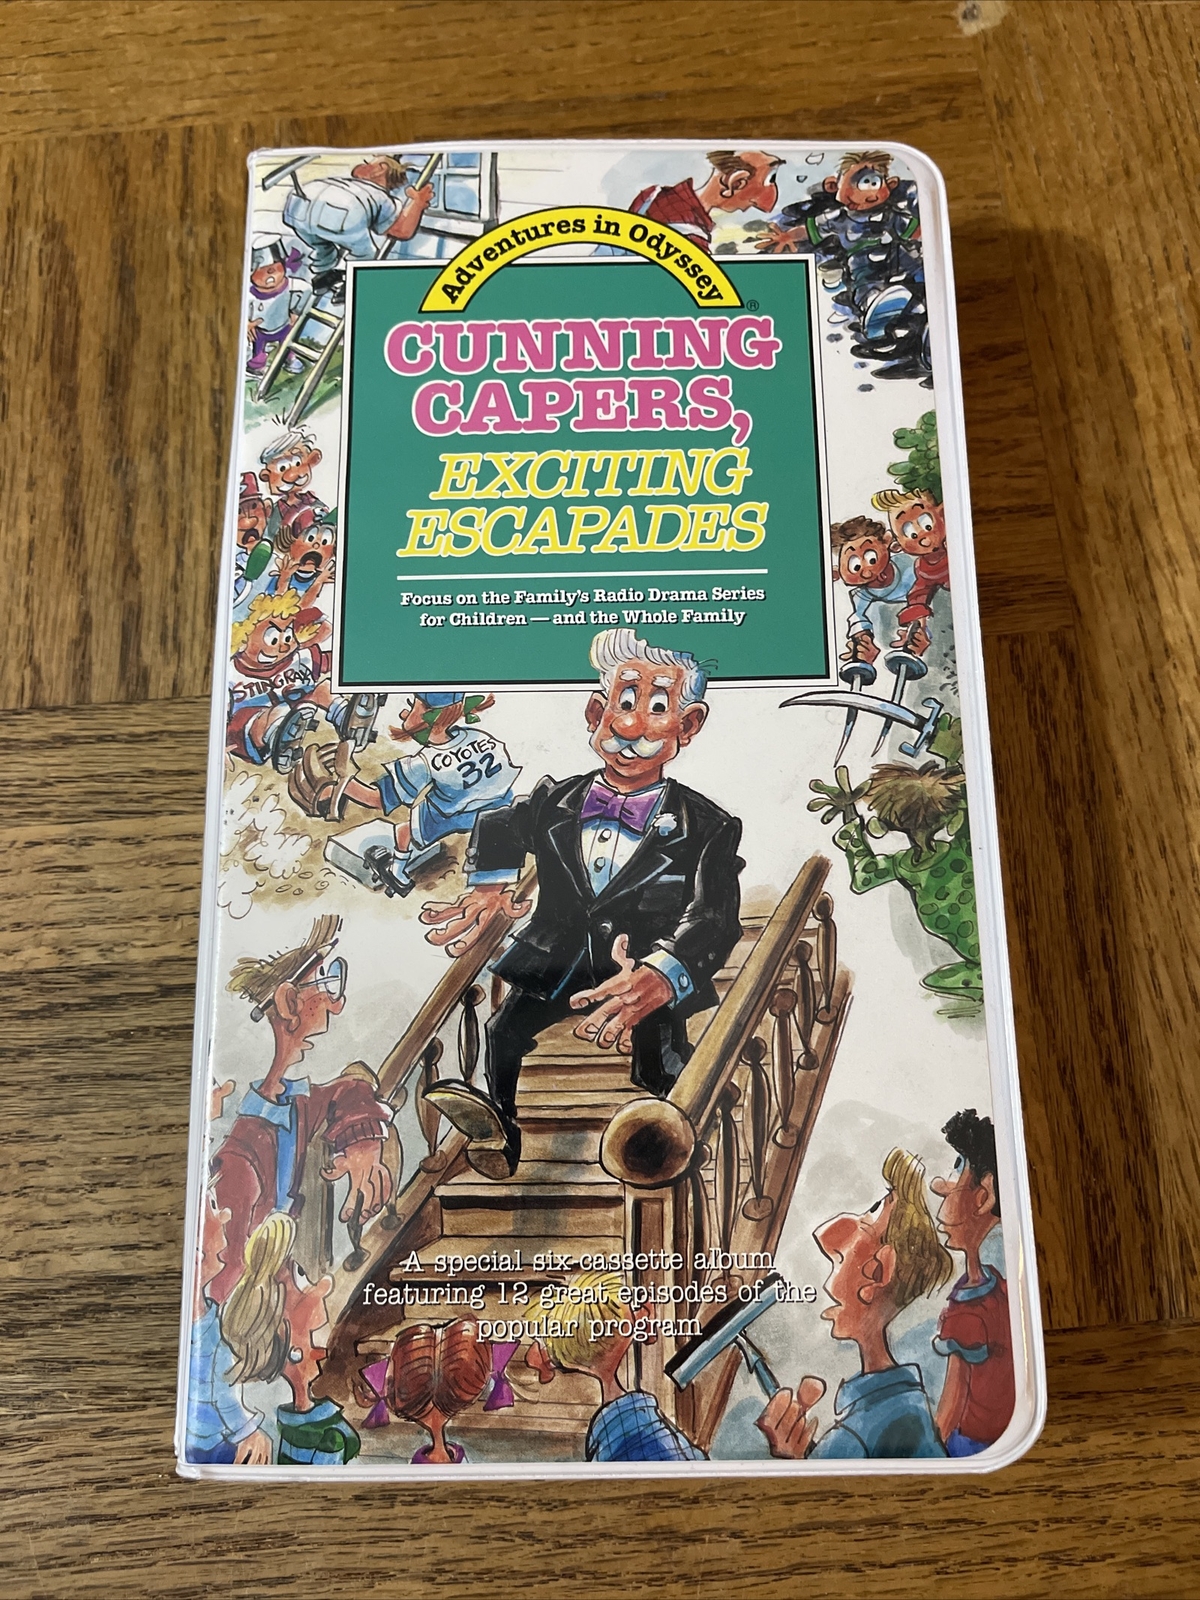 Adventures in Odyssey
®
CUNNING
CAPERS,
EXCITING
ESCAPADES
Focus on the Family's Radio Drama Series
for Children — and the Whole Family
STINGRAY
COYOTES
32
A special six-cassette album
featuring 12 great episodes of the
popular program